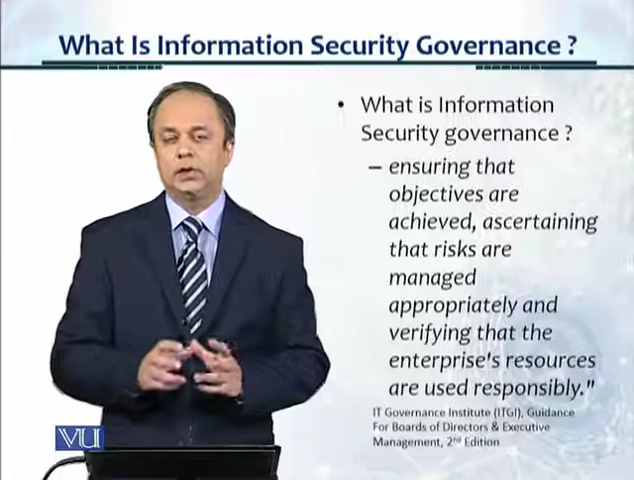 What Is Information Security Governance ?
• What is Information
Security governance ?
– ensuring that
objectives are
achieved, ascertaining
that risks are
managed
appropriately and
verifying that the
enterprise's resources
are used responsibly."
IT Governance Institute (ITGI), Guidance
For Boards of Directors & Executive
Management, 2nd Edition
VU